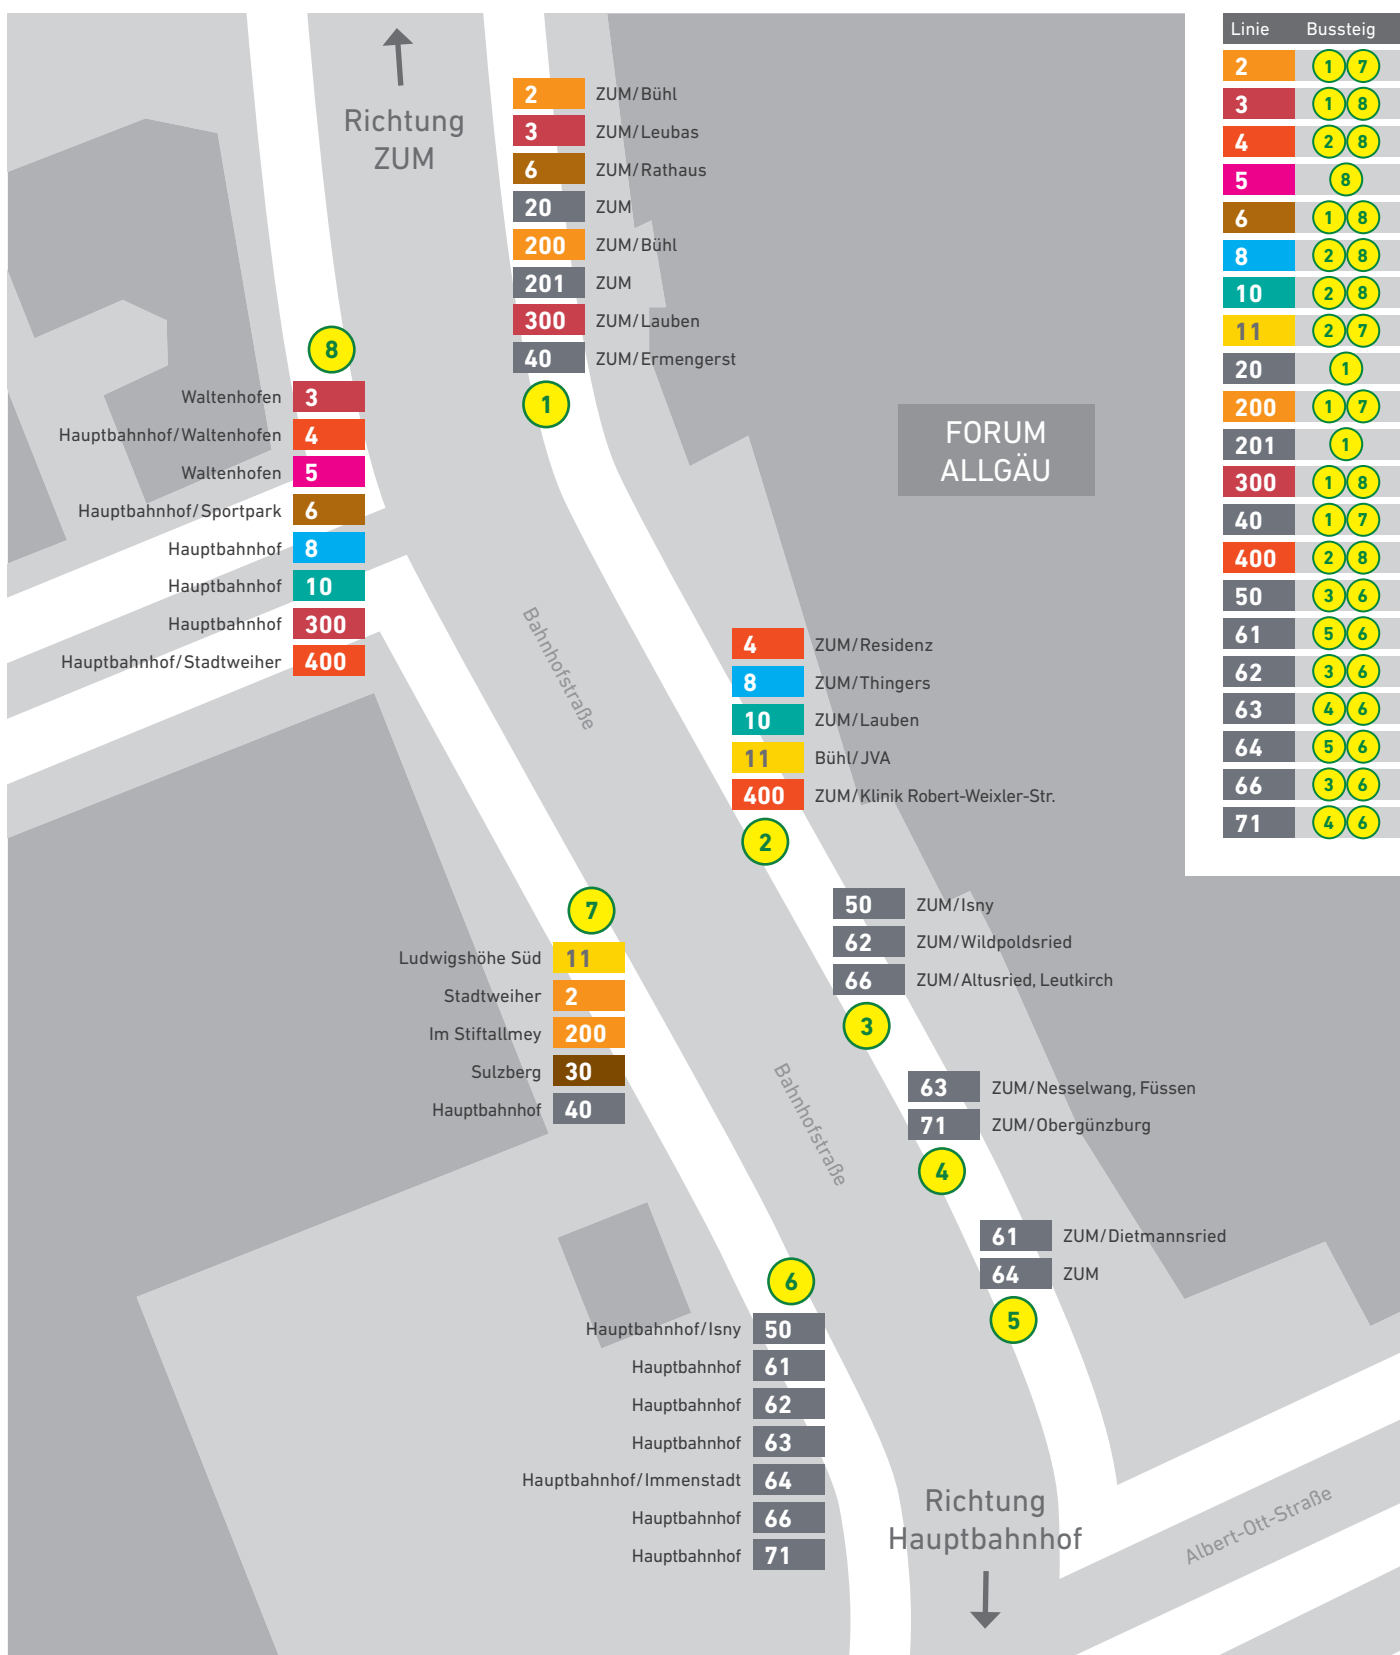 Richtung
ZUM
2 ZUM/Bühl
3 ZUM/Leubas
6 ZUM/Rathaus
20 ZUM
200 ZUM/Bühl
201 ZUM
300 ZUM/Lauben
40 ZUM/Ermengerst
1
8
Waltenhofen 3
Hauptbahnhof/Waltenhofen 4
Waltenhofen 5
Hauptbahnhof/Sportpark 6
Hauptbahnhof 8
Hauptbahnhof 10
Hauptbahnhof 300
Hauptbahnhof/Stadtweiher 400
FORUM
ALLGÄU
Bahnhofstraße
4 ZUM/Residenz
8 ZUM/Thingers
10 ZUM/Lauben
11 Bühl/JVA
400 ZUM/Klinik Robert-Weixler-Str.
2
7
Ludwigshöhe Süd 11
Stadtweiher 2
Im Stiftallmey 200
Sulzberg 30
Hauptbahnhof 40
50 ZUM/Isny
62 ZUM/Wildpoldsried
66 ZUM/Altusried, Leutkirch
3
Bahnhofstraße
63 ZUM/Nesselwang, Füssen
71 ZUM/Obergünzburg
4
61 ZUM/Dietmannsried
64 ZUM
5
6
Hauptbahnhof/Isny 50
Hauptbahnhof 61
Hauptbahnhof 62
Hauptbahnhof 63
Hauptbahnhof/Immenstadt 64
Hauptbahnhof 66
Hauptbahnhof 71
Richtung
Hauptbahnhof
Albert-Ott-Straße
Linie Bussteig
2 1 7
3 1 8
4 2 8
5 8
6 1 8
8 2 8
10 2 8
11 2 7
20 1
200 1 7
201 1
300 1 8
40 1 7
400 2 8
50 3 6
61 5 6
62 3 6
63 4 6
64 5 6
66 3 6
71 4 6